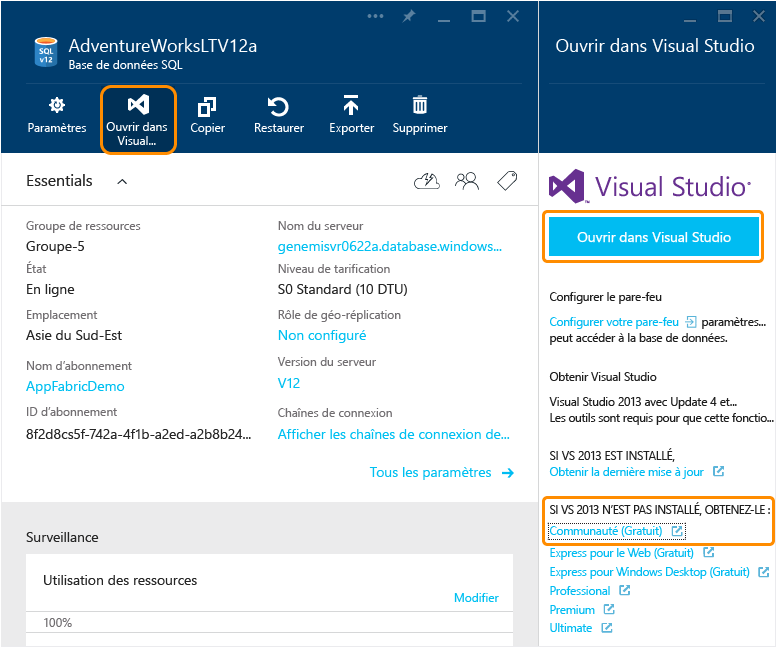 AdventureWorksLTV12a
Base de données SQL
SQL
v12
Paramètres
Ouvrir dans
Visual...
Copier
Restaurer
Exporter
Supprimer
Essentials
Groupe de ressources
Groupe-5
État
En ligne
Emplacement
Asie du Sud-Est
Nom d'abonnement
AppFabricDemo
ID d'abonnement
8f2d8cs5f-742a-4f1b-a2ed-a2b8b24...
Nom du serveur
genemisvr0622a.database.windows...
Niveau de tarification
S0 Standard (10 DTU)
Rôle de géo-réplication
Non configuré
Version du serveur
V12
Chaînes de connexion
Afficher les chaînes de connexion de...
Tous les paramètres
Surveillance
Utilisation des ressources
Modifier
100%
Ouvrir dans Visual Studio
Visual Studio
Ouvrir dans Visual Studio
Configurer le pare-feu
Configurer votre pare-feu paramètres...
peut accéder à la base de données.
Obtenir Visual Studio
Visual Studio 2013 avec Update 4 et...
Les outils sont requis pour que cette fonctio...
SI VS 2013 EST INSTALLÉ,
Obtenir la dernière mise à jour
SI VS 2013 N'EST PAS INSTALLÉ, OBTENEZ-LE :
Communauté (Gratuit)
Express pour le Web (Gratuit)
Express pour Windows Desktop (Gratuit)
Professional
Premium
Ultimate